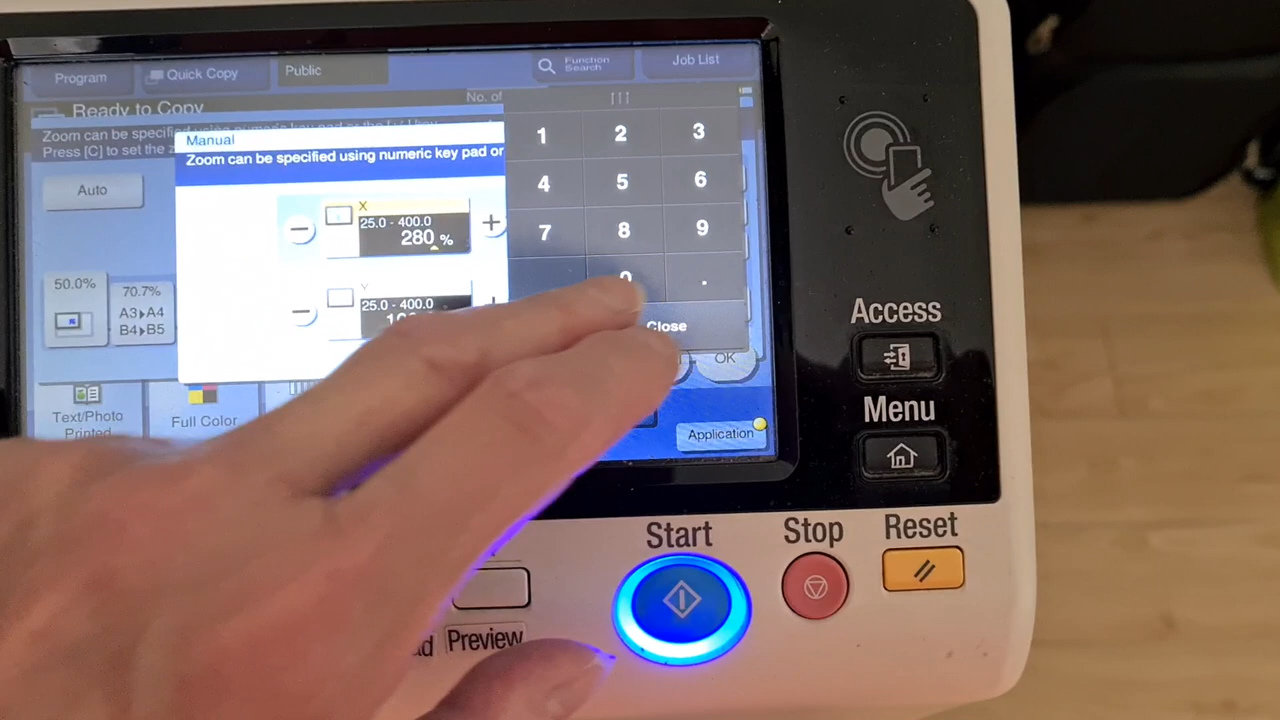 Program
Quick Copy
Public
Function
Search
Job List
Ready to Copy
No. of
Zoom can be specified using numeric key pad or the
Press [C] to set the
Manual
Zoom can be specified using numeric key pad or
Auto
X
25.0 - 400.0
280 %
Y
25.0 - 400.0
50.0%
70.7%
A3▸A4
B4▸B5
1 2 3
4 5 6
7 8 9
0 .
Close
OK
Text/Photo
Printed
Full Color
Application
Access
Menu
Start
Stop
Reset
Preview